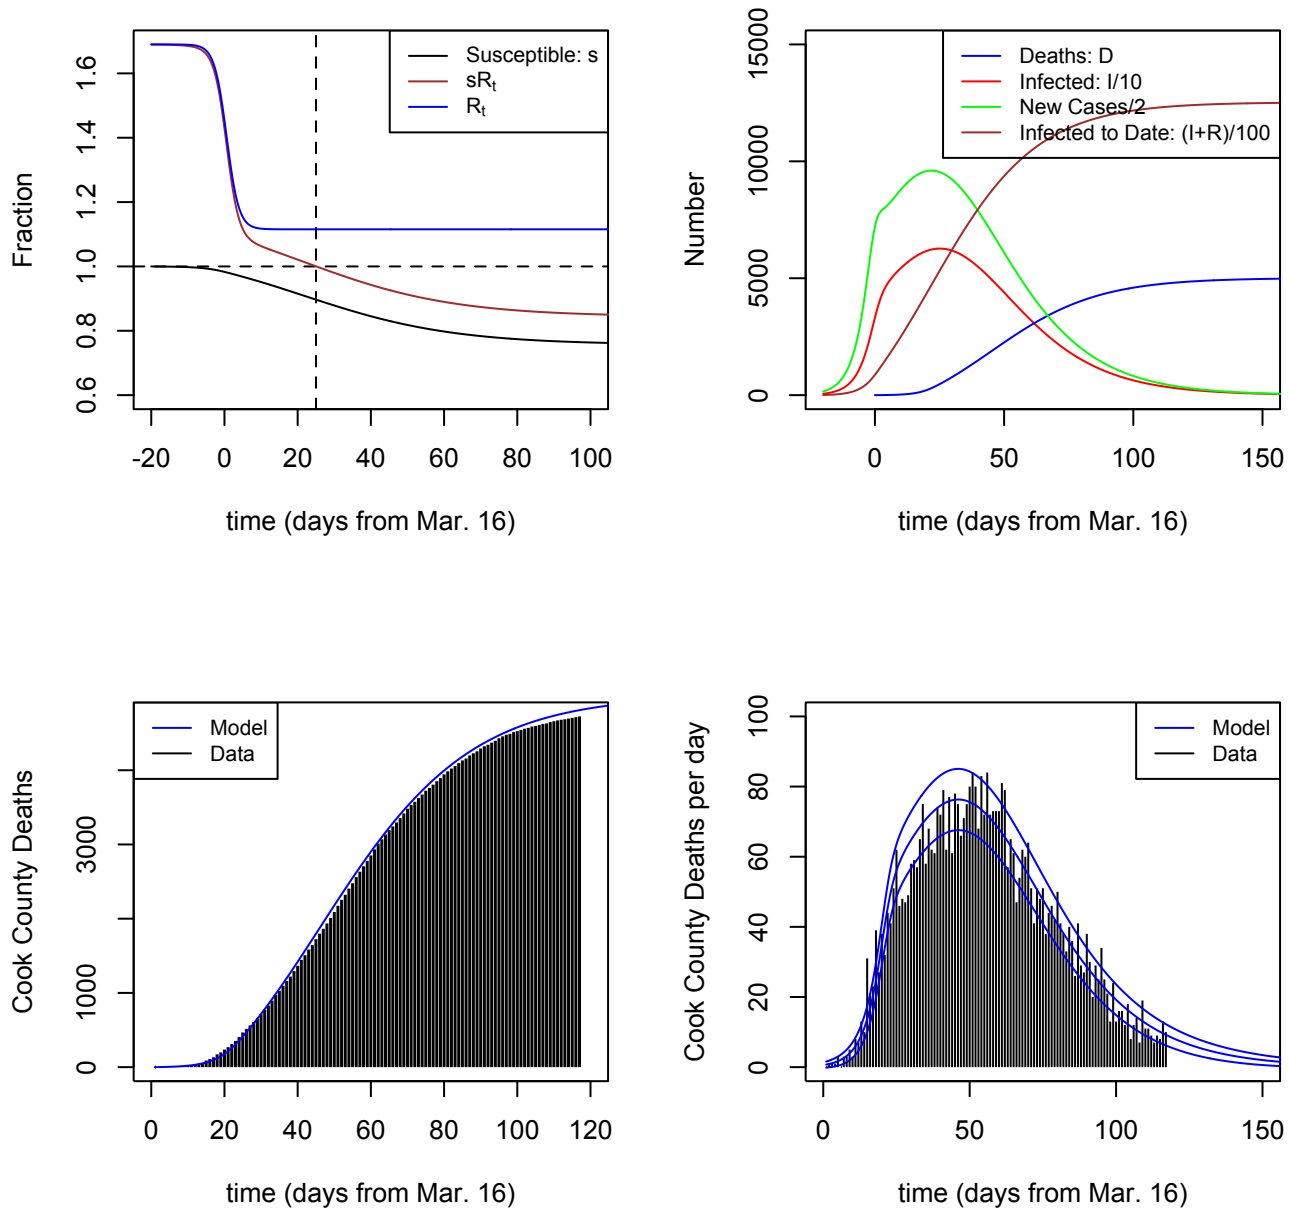 Fraction
0.6 0.8 1.0 1.2 1.4 1.6
Susceptible: s
sRt
Rt
-20 0 20 40 60 80 100
time (days from Mar. 16)
Number
0 5000 10000 15000
Deaths: D
Infected: I/10
New Cases/2
Infected to Date: (I+R)/100
0 50 100 150
time (days from Mar. 16)
Cook County Deaths
0 1000 3000
Model
Data
0 20 40 60 80 100 120
time (days from Mar. 16)
Cook County Deaths per day
0 20 40 60 80 100
Model
Data
0 50 100 150
time (days from Mar. 16)